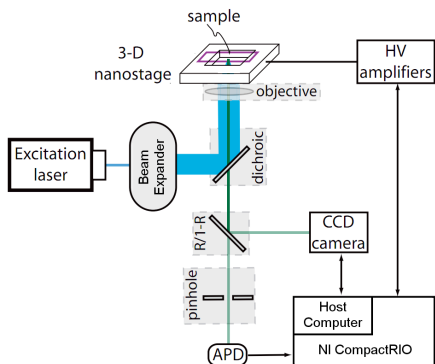 sample
3-D
nanostage
HV
amplifiers
objective
Excitation
laser
Beam
Expander
dichroic
R/1-R
CCD
camera
pinhole
Host
Computer
NI CompactRIO
APD